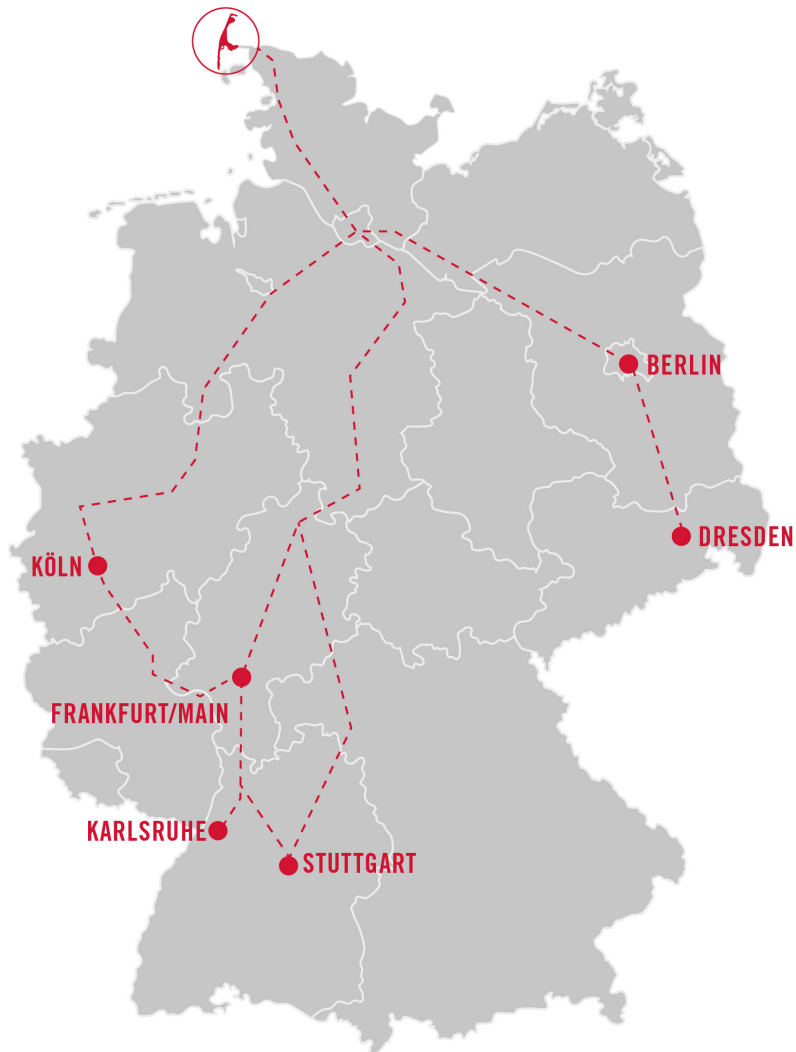 BERLIN
DRESDEN
KÖLN
FRANKFURT/MAIN
KARLSRUHE
STUTTGART